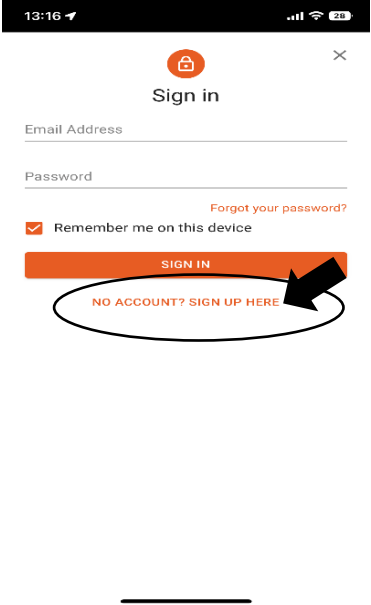 13:16
28
Sign in
Email Address
Password
Forgot your password?
Remember me on this device
SIGN IN
NO ACCOUNT? SIGN UP HERE